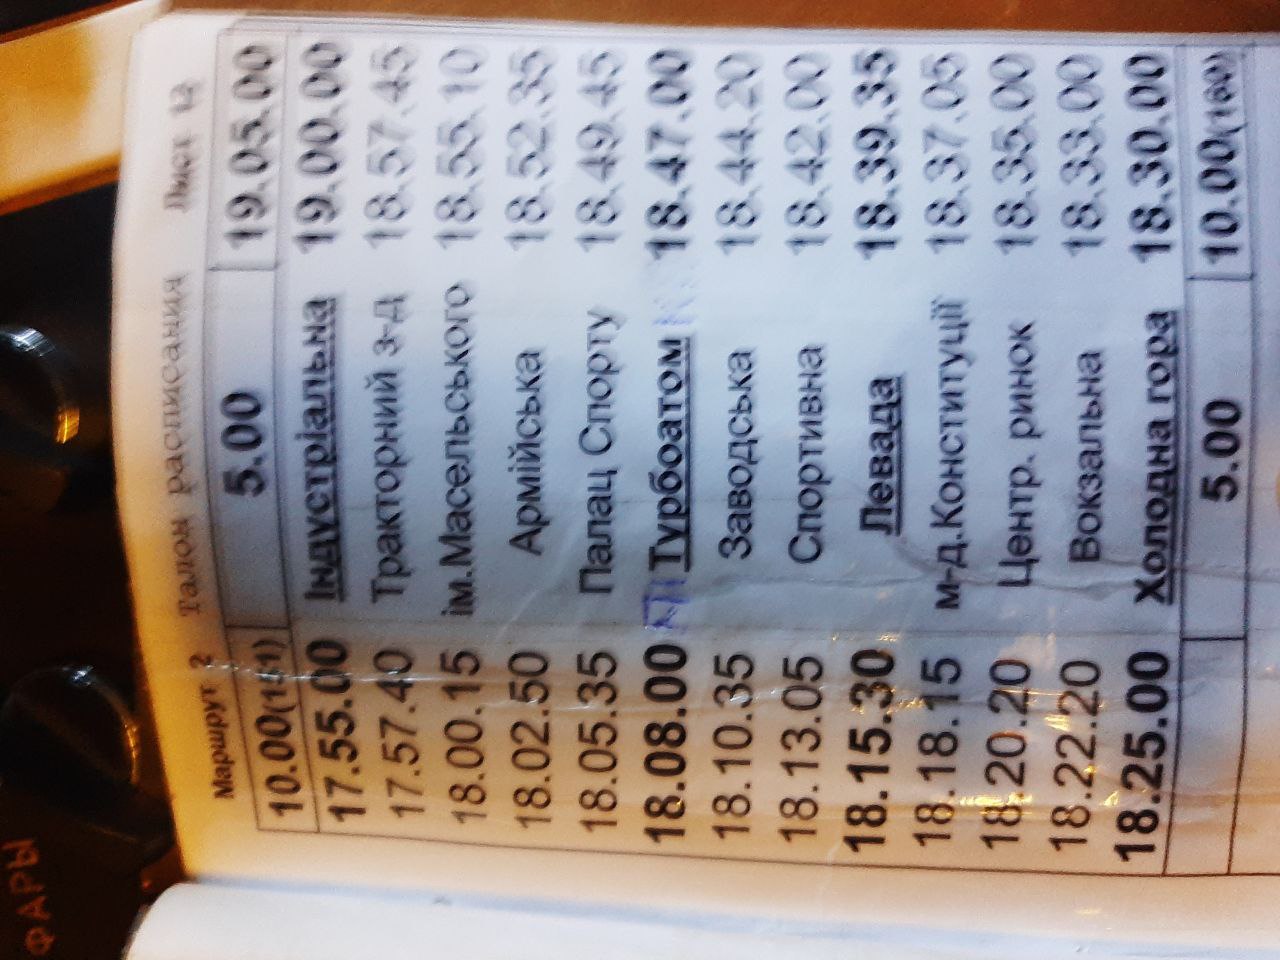 ФАРЫ
Маршрут 2 Талон расписания Лист 12
10.00(151) 5.00 19.05.00
17.55.00 Індустріальна 19.00.00
17.57.40 Тракторний з-д 18.57.45
18.00.15 ім.Масельського 18.55.10
18.02.50 Армійська 18.52.35
18.05.35 Палац Спорту 18.49.45
18.08.00 Турбоатом 18.47.00
18.10.35 Заводська 18.44.20
18.13.05 Спортивна 18.42.00
18.15.30 Левада 18.39.35
18.18.15 м-д.Конституції 18.37.05
18.20.20 Центр. ринок 18.35.00
18.22.20 Вокзальна 18.33.00
18.25.00 Холодна гора 18.30.00
5.00 10.00(160)